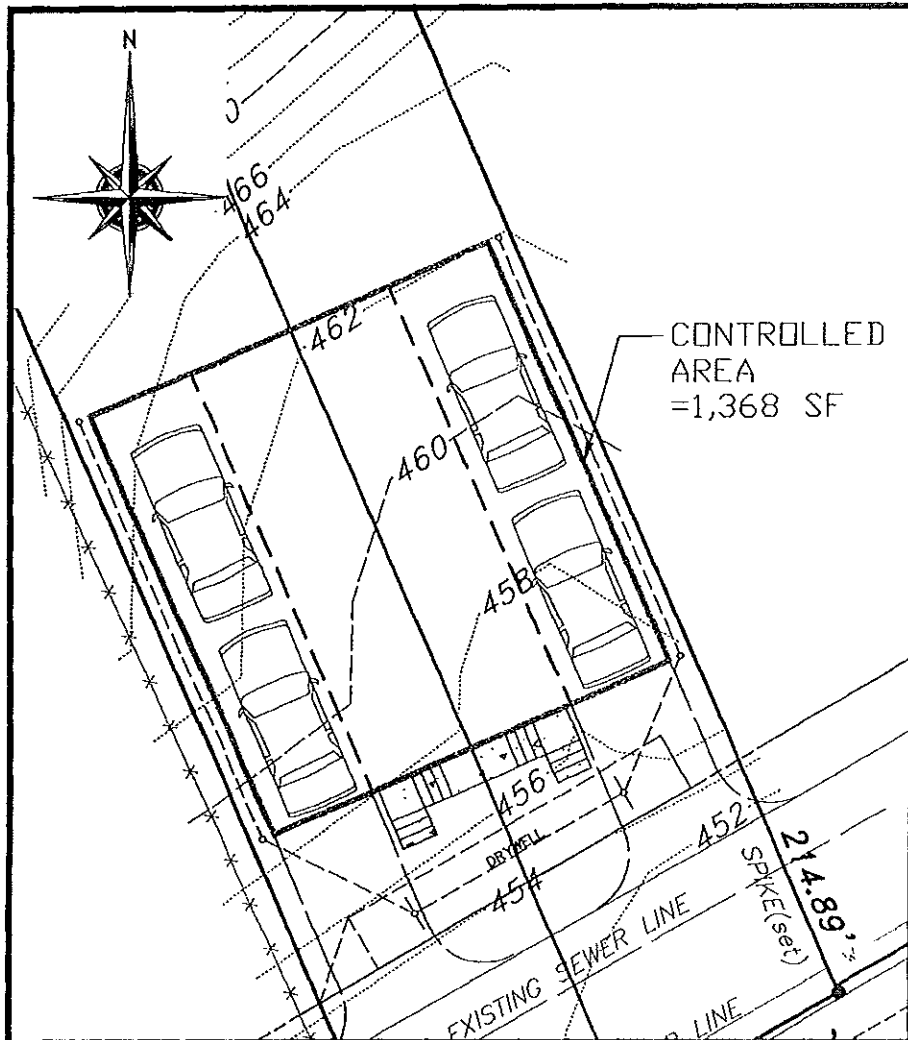 N
466
464
462
CONTROLLED
AREA
=1,368 SF
460
458
456
452
DRYWELL
454
214.89'
SPIKE(set)
EXISTING SEWER LINE
LINE